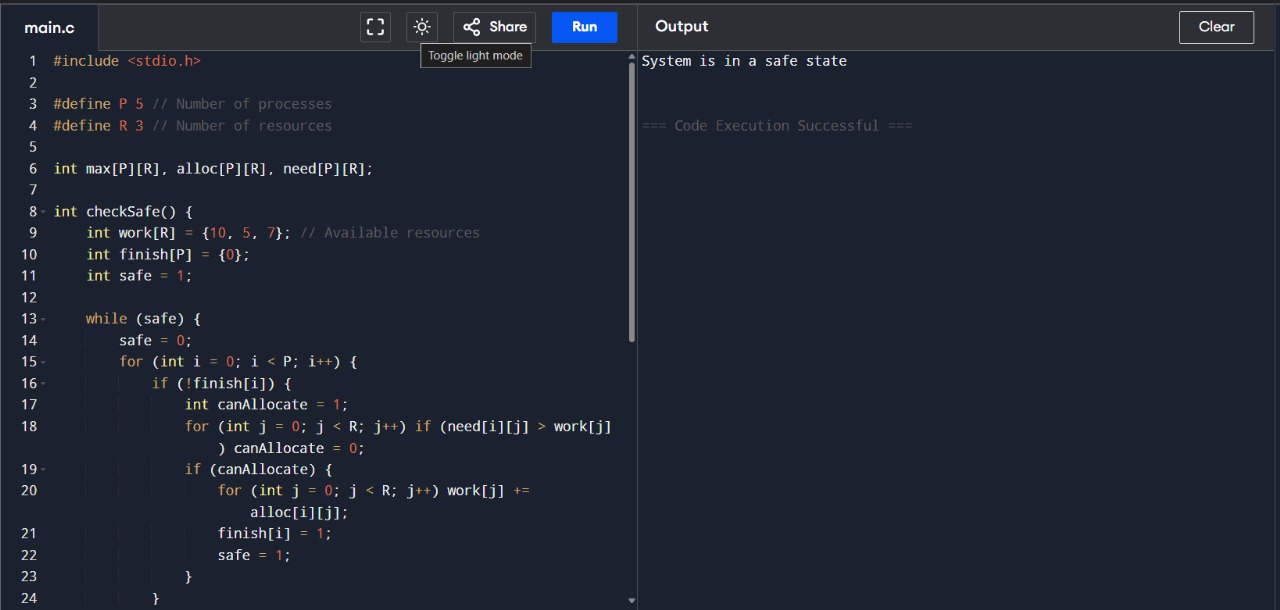 main.c
Share
Run
Output
Clear
Toggle light mode
1 #include <stdio.h>
2
3 #define P 5 // Number of processes
4 #define R 3 // Number of resources
5
6 int max[P][R], alloc[P][R], need[P][R];
7
8 int checkSafe() {
9 int work[R] = {10, 5, 7}; // Available resources
10 int finish[P] = {0};
11 int safe = 1;
12
13 while (safe) {
14 safe = 0;
15 for (int i = 0; i < P; i++) {
16 if (!finish[i]) {
17 int canAllocate = 1;
18 for (int j = 0; j < R; j++) if (need[i][j] > work[j]
) canAllocate = 0;
19 if (canAllocate) {
20 for (int j = 0; j < R; j++) work[j] +=
alloc[i][j];
21 finish[i] = 1;
22 safe = 1;
23 }
24 }
System is in a safe state
=== Code Execution Successful ===